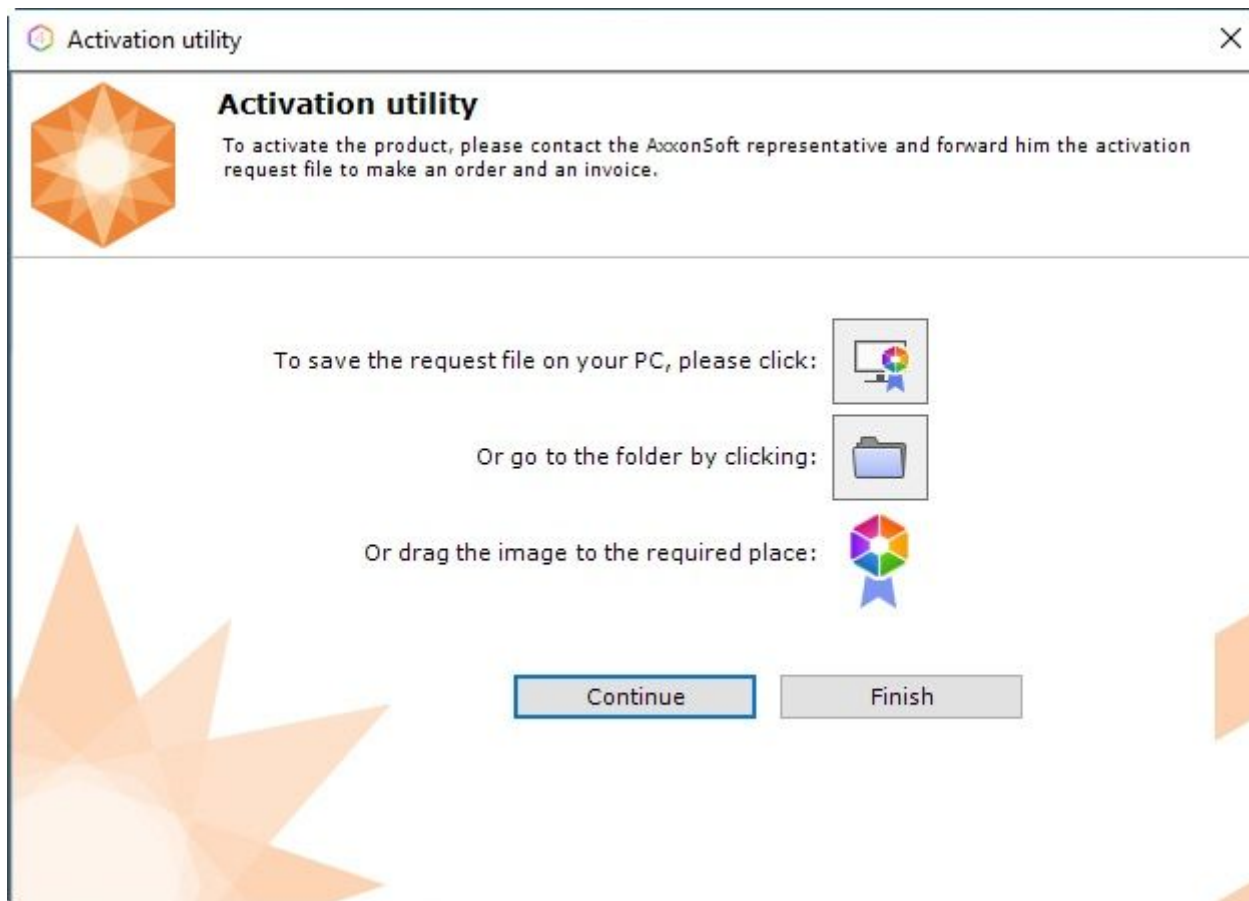 Activation utility
Activation utility
To activate the product, please contact the AxxonSoft representative and forward him the activation
request file to make an order and an invoice.
To save the request file on your PC, please click:
Or go to the folder by clicking:
Or drag the image to the required place:
Continue Finish